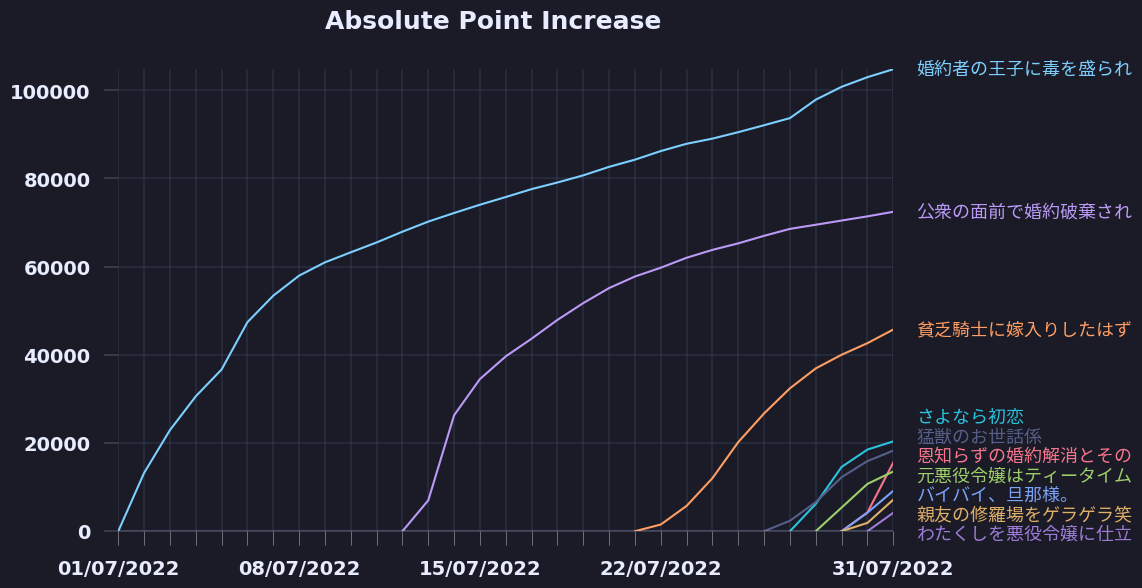 Absolute Point Increase
100000
80000
60000
40000
20000
0
01/07/2022
08/07/2022
15/07/2022
22/07/2022
31/07/2022
婚約者の王子に毒を盛られ
公衆の面前で婚約破棄され
貧乏騎士に嫁入りしたはず
さよなら初恋
猛獣のお世話係
恩知らずの婚約解消とその
元悪役令嬢はティータイム
バイバイ、旦那様。
親友の修羅場をゲラゲラ笑
わたくしを悪役令嬢に仕立